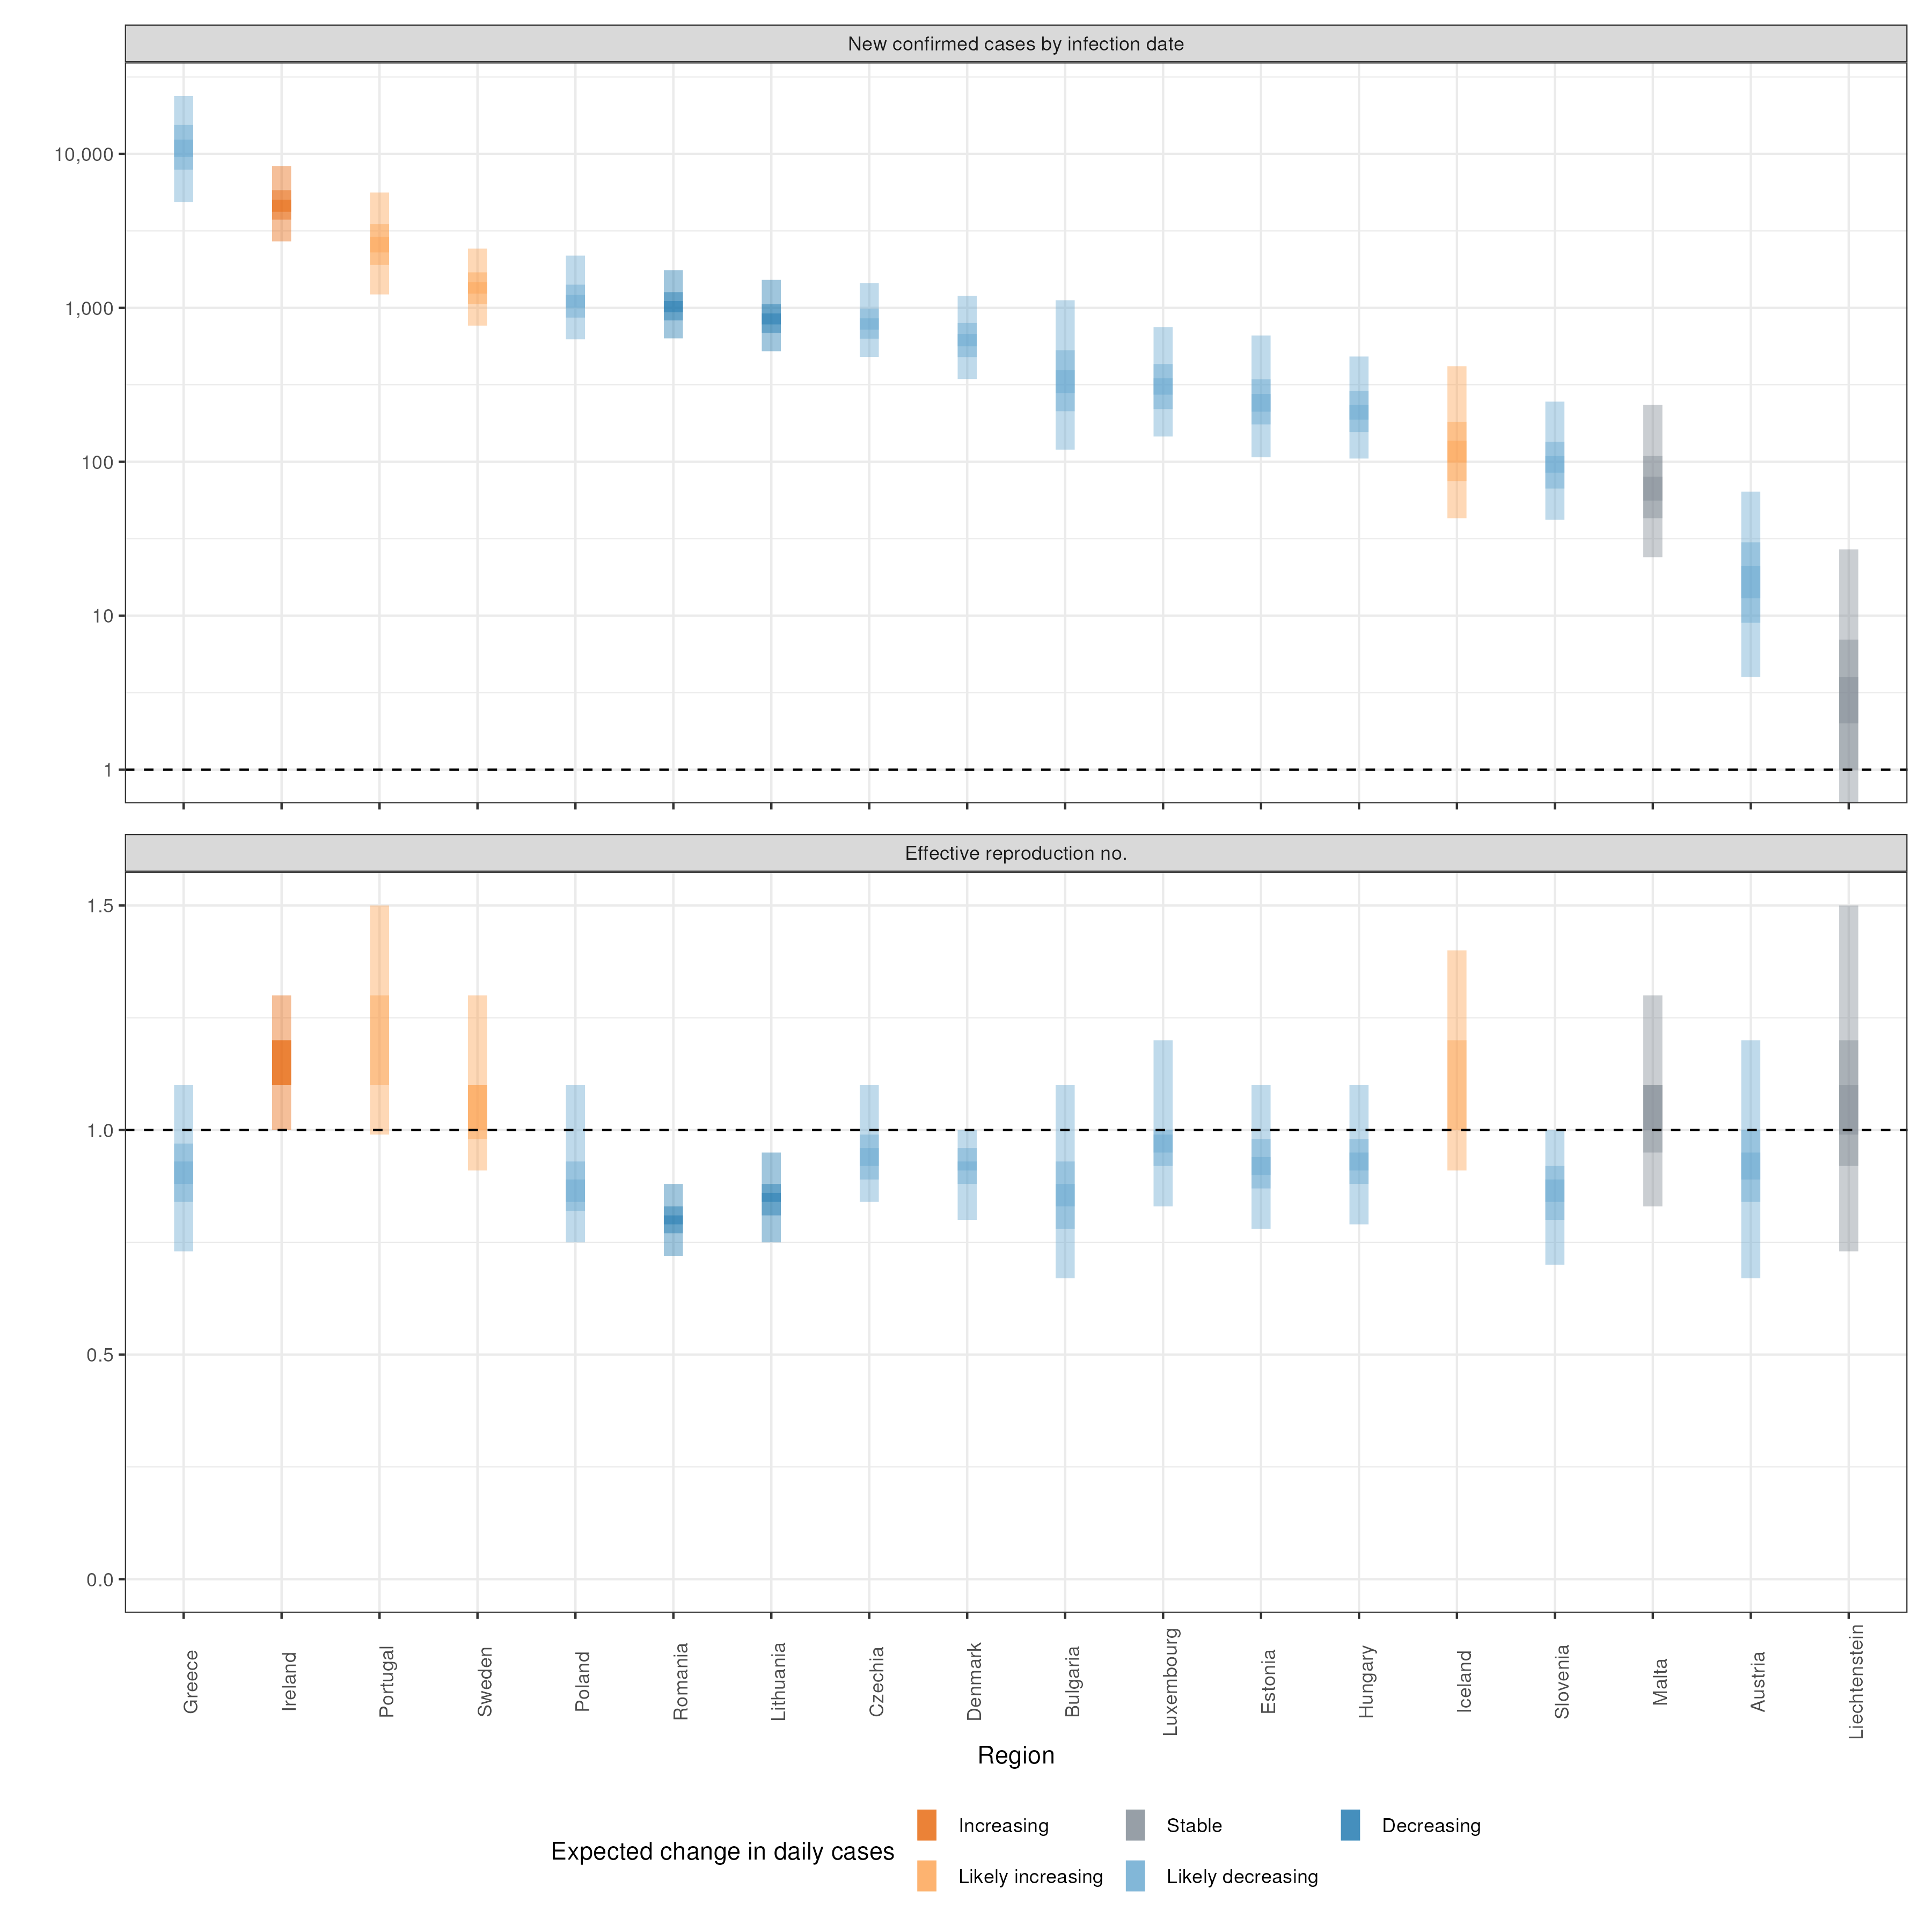 New confirmed cases by infection date
10,000
1,000
100
10
1
Effective reproduction no.
1.5
1.0
0.5
0.0
Greece
Ireland
Portugal
Sweden
Poland
Romania
Lithuania
Czechia
Denmark
Bulgaria
Luxembourg
Estonia
Hungary
Iceland
Slovenia
Malta
Austria
Liechtenstein
Region
Expected change in daily cases
Increasing
Stable
Decreasing
Likely increasing
Likely decreasing